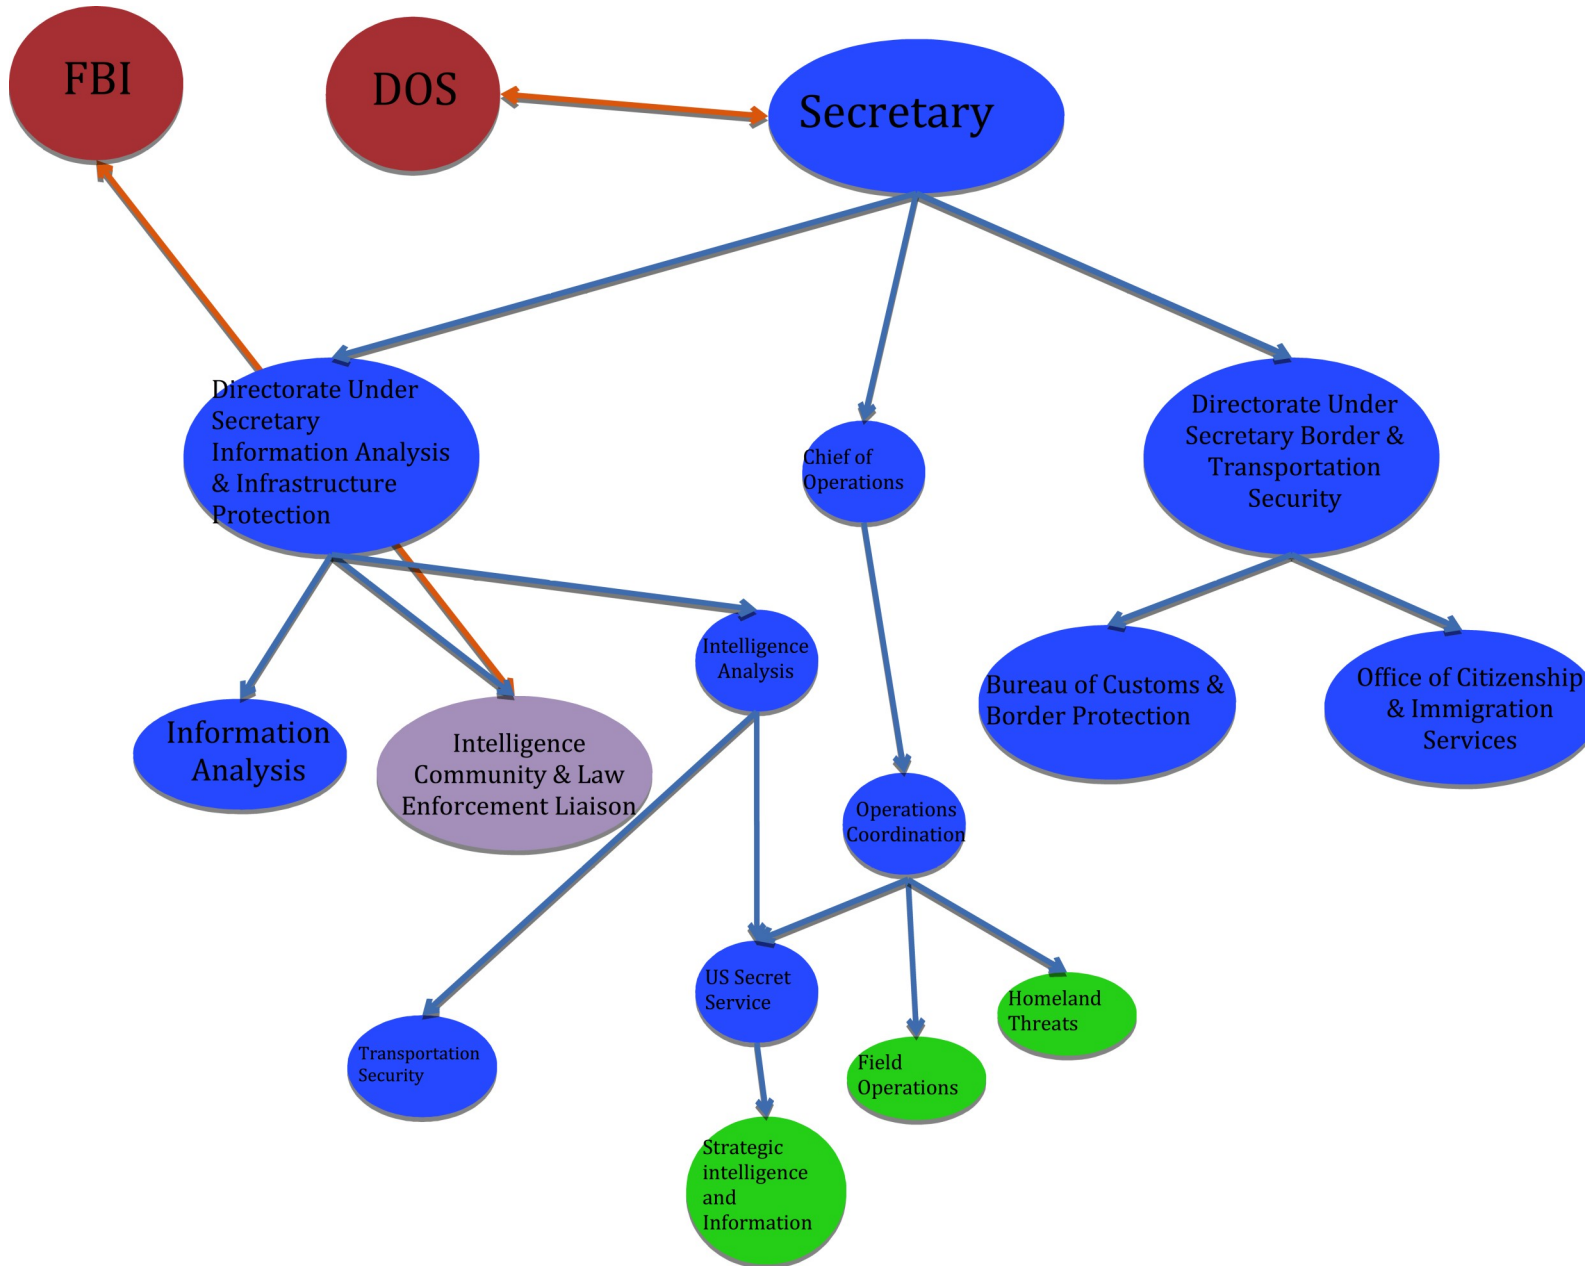 FBI
DOS
Secretary
Directorate Under
Secretary
Information Analysis
& Infrastructure
Protection
Chief of
Operations
Directorate Under
Secretary Border &
Transportation
Security
Information
Analysis
Intelligence
Community & Law
Enforcement Liaison
Intelligence
Analysis
Bureau of Customs &
Border Protection
Office of Citizenship
& Immigration
Services
Operations
Coordination
Transportation
Security
US Secret
Service
Field
Operations
Homeland
Threats
Strategic
intelligence
and
Information